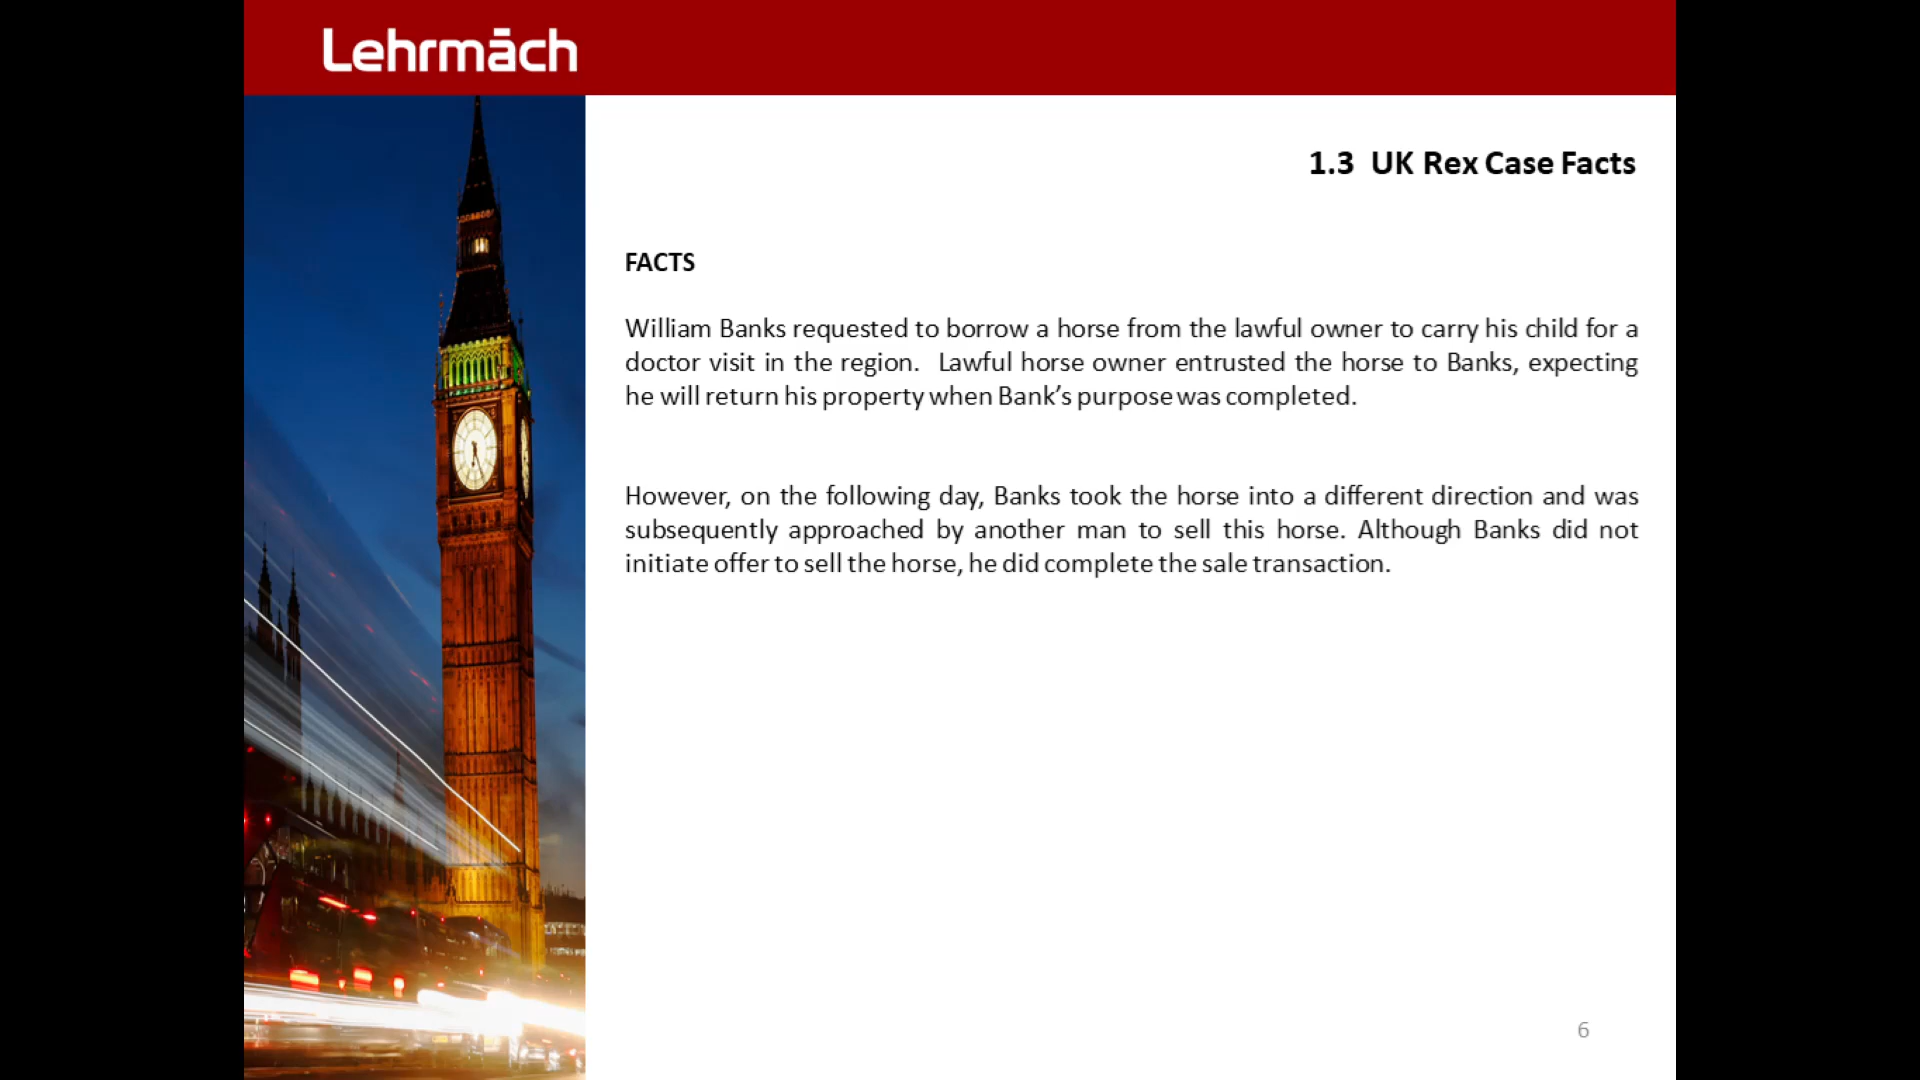 Lehrmāch
1.3 UK Rex Case Facts
FACTS
William Banks requested to borrow a horse from the lawful owner to carry his child for a
doctor visit in the region. Lawful horse owner entrusted the horse to Banks, expecting
he will return his property when Bank’s purpose was completed.
However, on the following day, Banks took the horse into a different direction and was
subsequently approached by another man to sell this horse. Although Banks did not
initiate offer to sell the horse, he did complete the sale transaction.
6